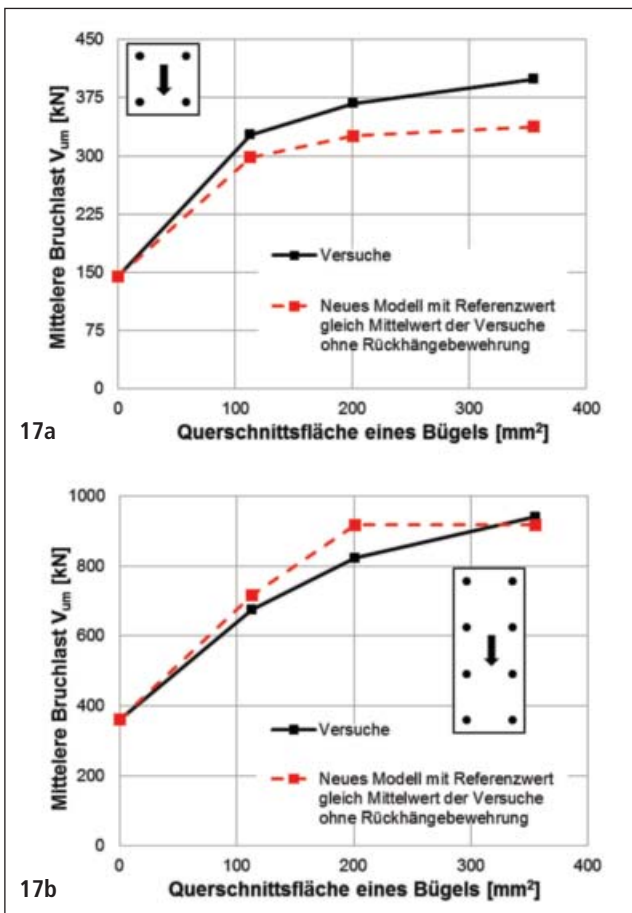 450
375
300
225
150
75
0
0
100
200
300
400
Mittelere Bruchlast Vum [kN]
Versuche
Neues Modell mit Referenzwert
gleich Mittelwert der Versuche
ohne Rückhängebewehrung
17a
Querschnittsfläche eines Bügels [mm²]
1000
800
600
400
200
0
0
100
200
300
400
Mittelere Bruchlast Vum [kN]
Versuche
Neues Modell mit Referenzwert
gleich Mittelwert der Versuche
ohne Rückhängebewehrung
17b
Querschnittsfläche eines Bügels [mm²]